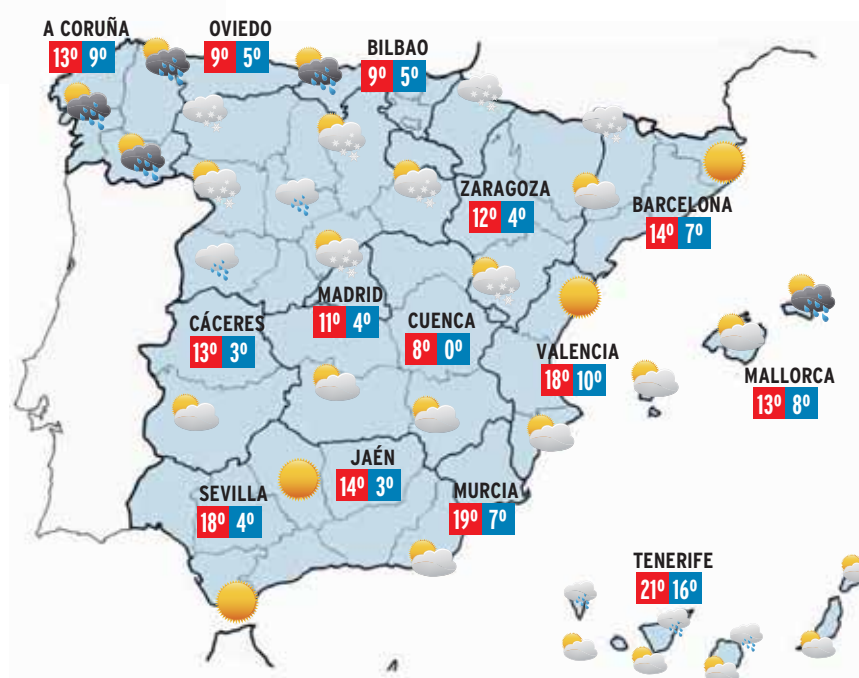 A CORUÑA
13º 9º
OVIEDO
9º 5º
BILBAO
9º 5º
ZARAGOZA
12º 4º
BARCELONA
14º 7º
MADRID
11º 4º
CÁCERES
13º 3º
CUENCA
8º 0º
VALENCIA
18º 10º
MALLORCA
13º 8º
JAÉN
14º 3º
SEVILLA
18º 4º
MURCIA
19º 7º
TENERIFE
21º 16º